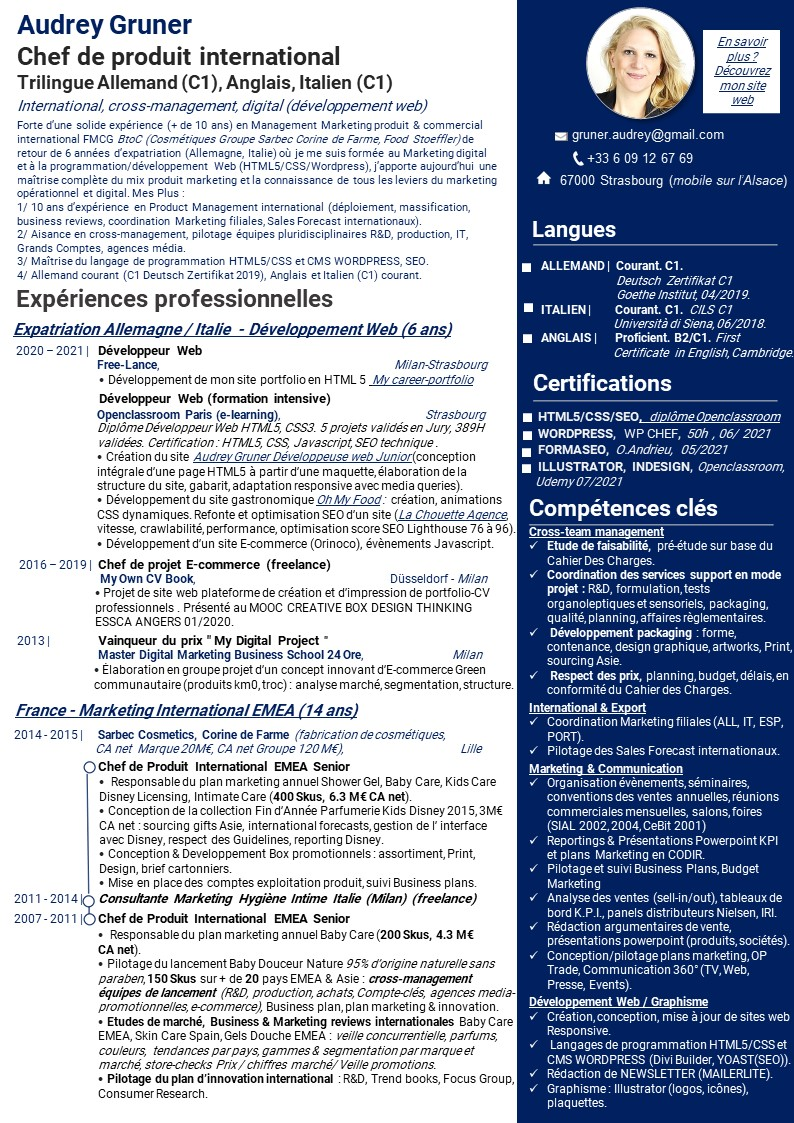 Audrey Gruner
Chef de produit international
Trilingue Allemand (C1), Anglais, Italien (C1)
International, cross-management, digital (développement web)
Forte d'une solide expérience (+ de 10 ans) en Management Marketing produit & commercial
international FMCG BtoC (Cosmétiques Groupe Sarbec Corine de Farme, Food Stoeffler) de
retour de 6 années d'expatriation (Allemagne, Italie) où je me suis formée au Marketing digital
et à la programmation/développement Web (HTML5/CSS/Wordpress), j'apporte aujourd'hui une
maîtrise complète du mix produit marketing et la connaissance de tous les leviers du marketing
opérationnel et digital. Mes Plus :
1/ 10 ans d'expérience en Product Management international (déploiement, massification,
business reviews, coordination Marketing filiales, Sales Forecast internationaux).
2/ Aisance en cross-management, pilotage équipes pluridisciplinaires R&D, production, IT,
Grands Comptes, agences média.
3/ Maîtrise du langage de programmation HTML5/CSS et CMS WORDPRESS, SEO.
4/ Allemand courant (C1 Deutsch Zertifikat 2019), Anglais et Italien (C1) courant.
Expériences professionnelles
Expatriation Allemagne / Italie - Développement Web (6 ans)
2020 – 2021 | Développeur Web
Free-Lance, Milan-Strasbourg
• Développement de mon site portfolio en HTML 5 My career-portfolio
Développeur Web (formation intensive)
Openclassroom Paris (e-learning), Strasbourg
Diplôme Développeur Web HTML5, CSS3. 5 projets validés en Jury, 389H
validées. Certification : HTML5, CSS, Javascript, SEO technique .
• Création du site Audrey Gruner Développeuse web Junior (conception
intégrale d'une page HTML5 à partir d'une maquette, élaboration de la
structure du site, gabarit, adaptation responsive avec media queries).
• Développement du site gastronomique Oh My Food : création, animations
CSS dynamiques. Refonte et optimisation SEO d'un site (La Chouette Agence,
vitesse, crawlabilité, performance, optimisation score SEO Lighthouse 76 à 96).
• Développement d'un site E-commerce (Orinoco), évènements Javascript.
2016 – 2019 | Chef de projet E-commerce (freelance)
My Own CV Book, Düsseldorf - Milan
• Projet de site web plateforme de création et d'impression de portfolio-CV
professionnels . Présenté au MOOC CREATIVE BOX DESIGN THINKING
ESSCA ANGERS 01/2020.
2013 | Vainqueur du prix " My Digital Project "
Master Digital Marketing Business School 24 Ore, Milan
• Élaboration en groupe projet d'un concept innovant d'E-commerce Green
communautaire (produits km0, troc) : analyse marché, segmentation, structure.
France - Marketing International EMEA (14 ans)
2014 - 2015 | Sarbec Cosmetics, Corine de Farme (fabrication de cosmétiques,
CA net Marque 20M€, CA net Groupe 120 M€), Lille
Chef de Produit International EMEA Senior
• Responsable du plan marketing annuel Shower Gel, Baby Care, Kids Care
Disney Licensing, Intimate Care (400 Skus, 6.3 M€ CA net).
• Conception de la collection Fin d'Année Parfumerie Kids Disney 2015, 3M€
CA net : sourcing gifts Asie, international forecasts, gestion de l' interface
avec Disney, respect des Guidelines, reporting Disney.
• Conception & Developpement Box promotionnels : assortiment, Print,
Design, brief cartonniers.
• Mise en place des comptes exploitation produit, suivi Business plans.
2011 - 2014 | Consultante Marketing Hygiène Intime Italie (Milan) (freelance)
2007 - 2011 | Chef de Produit International EMEA Senior
• Responsable du plan marketing annuel Baby Care (200 Skus, 4.3 M€
CA net).
• Pilotage du lancement Baby Douceur Nature 95% d'origine naturelle sans
paraben, 150 Skus sur + de 20 pays EMEA & Asie : cross-management
équipes de lancement (R&D, production, achats, Compte-clés, agences media-
promotionnelles, e-commerce), Business plan, plan marketing & innovation.
• Etudes de marché, Business & Marketing reviews internationales Baby Care
EMEA, Skin Care Spain, Gels Douche EMEA : veille concurrentielle, parfums,
couleurs, tendances par pays, gammes & segmentation par marque et
marché, store-checks Prix / chiffres marché/ Veille promotions.
• Pilotage du plan d'innovation international : R&D, Trend books, Focus Group,
Consumer Research.
En savoir
plus ?
Découvrez
mon site
web
gruner.audrey@gmail.com
+33 6 09 12 67 69
67000 Strasbourg (mobile sur l'Alsace)
Langues
ALLEMAND | Courant. C1.
Deutsch Zertifikat C1
Goethe Institut, 04/2019.
ITALIEN | Courant. C1. CILS C1
Università di Siena, 06/2018.
ANGLAIS | Proficient. B2/C1. First
Certificate in English, Cambridge.
Certifications
HTML5/CSS/SEO, diplôme Openclassroom
WORDPRESS, WP CHEF, 50h , 06/ 2021
FORMASEO, O.Andrieu, 05/2021
ILLUSTRATOR, INDESIGN, Openclassroom,
Udemy 07/2021
Compétences clés
Cross-team management
✓ Etude de faisabilité, pré-étude sur base du
Cahier Des Charges.
✓ Coordination des services support en mode
projet : R&D, formulation, tests
organoleptiques et sensoriels, packaging,
qualité, planning, affaires règlementaires.
✓ Développement packaging : forme,
contenance, design graphique, artworks, Print,
sourcing Asie.
✓ Respect des prix, planning, budget, délais, en
conformité du Cahier des Charges.
International & Export
✓ Coordination Marketing filiales (ALL, IT, ESP,
PORT).
✓ Pilotage des Sales Forecast internationaux.
Marketing & Communication
✓ Organisation évènements, séminaires,
conventions des ventes annuelles, réunions
commerciales mensuelles, salons, foires
(SIAL 2002, 2004, CeBit 2001)
✓ Reportings & Présentations Powerpoint KPI
et plans Marketing en CODIR.
✓ Pilotage et suivi Business Plans, Budget
Marketing
✓ Analyse des ventes (sell-in/out), tableaux de
bord K.P.I., panels distributeurs Nielsen, IRI.
✓ Rédaction argumentaires de vente,
présentations powerpoint (produits, sociétés).
✓ Conception/pilotage plans marketing, OP
Trade, Communication 360° (TV, Web,
Presse, Events).
Développement Web / Graphisme
✓ Création, conception, mise à jour de sites web
Responsive.
✓ Langages de programmation HTML5/CSS et
CMS WORDPRESS (Divi Builder, YOAST(SEO)).
✓ Rédaction de NEWSLETTER (MAILERLITE).
✓ Graphisme : Illustrator (logos, icônes),
plaquettes.